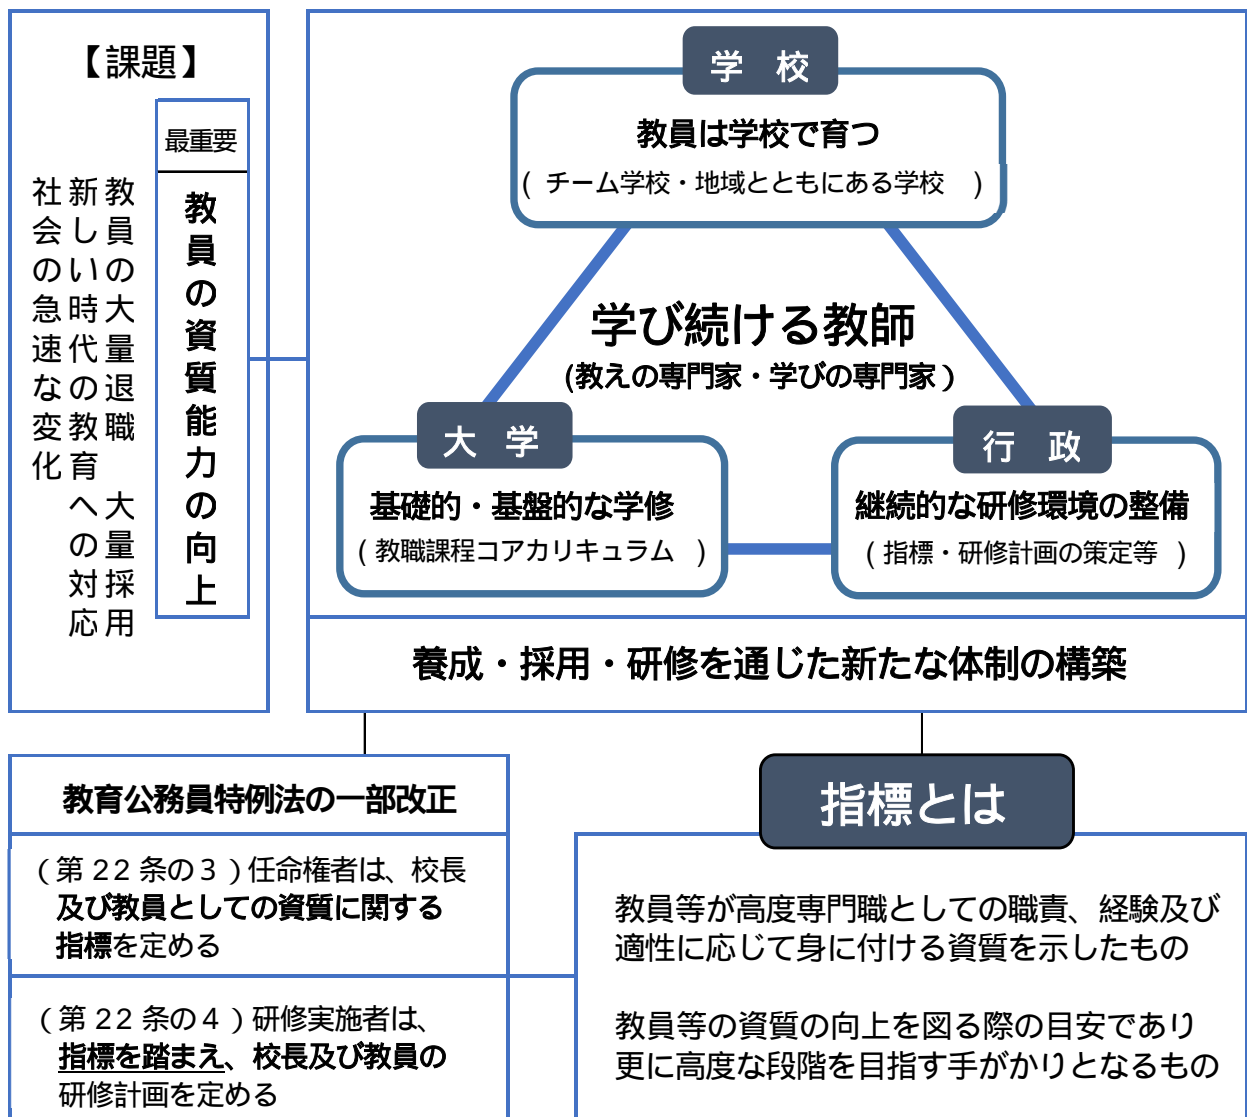 【課題】
最重要
教員の資質能力の向上
教員の大量退職　大量採用
新しい時代の教育への対応
社会の急速な変化
学　校
教員は学校で育つ
(　チーム学校・地域とともにある学校　)
学び続ける教師
(教えの専門家・学びの専門家)
大　学
基礎的・基盤的な学修
(　教職課程コアカリキュラム　)
行　政
継続的な研修環境の整備
(　指標・研修計画の策定等　)
養成・採用・研修を通じた新たな体制の構築
教育公務員特例法の一部改正
(第 22 条の３)任命権者は、校長
及び教員としての資質に関する
指標を定める
(第 22 条の４)研修実施者は、
指標を踏まえ、校長及び教員の
研修計画を定める
指標とは
教員等が高度専門職としての職責、経験及び
適性に応じて身に付ける資質を示したもの
教員等の資質の向上を図る際の目安であり
更に高度な段階を目指す手がかりとなるもの